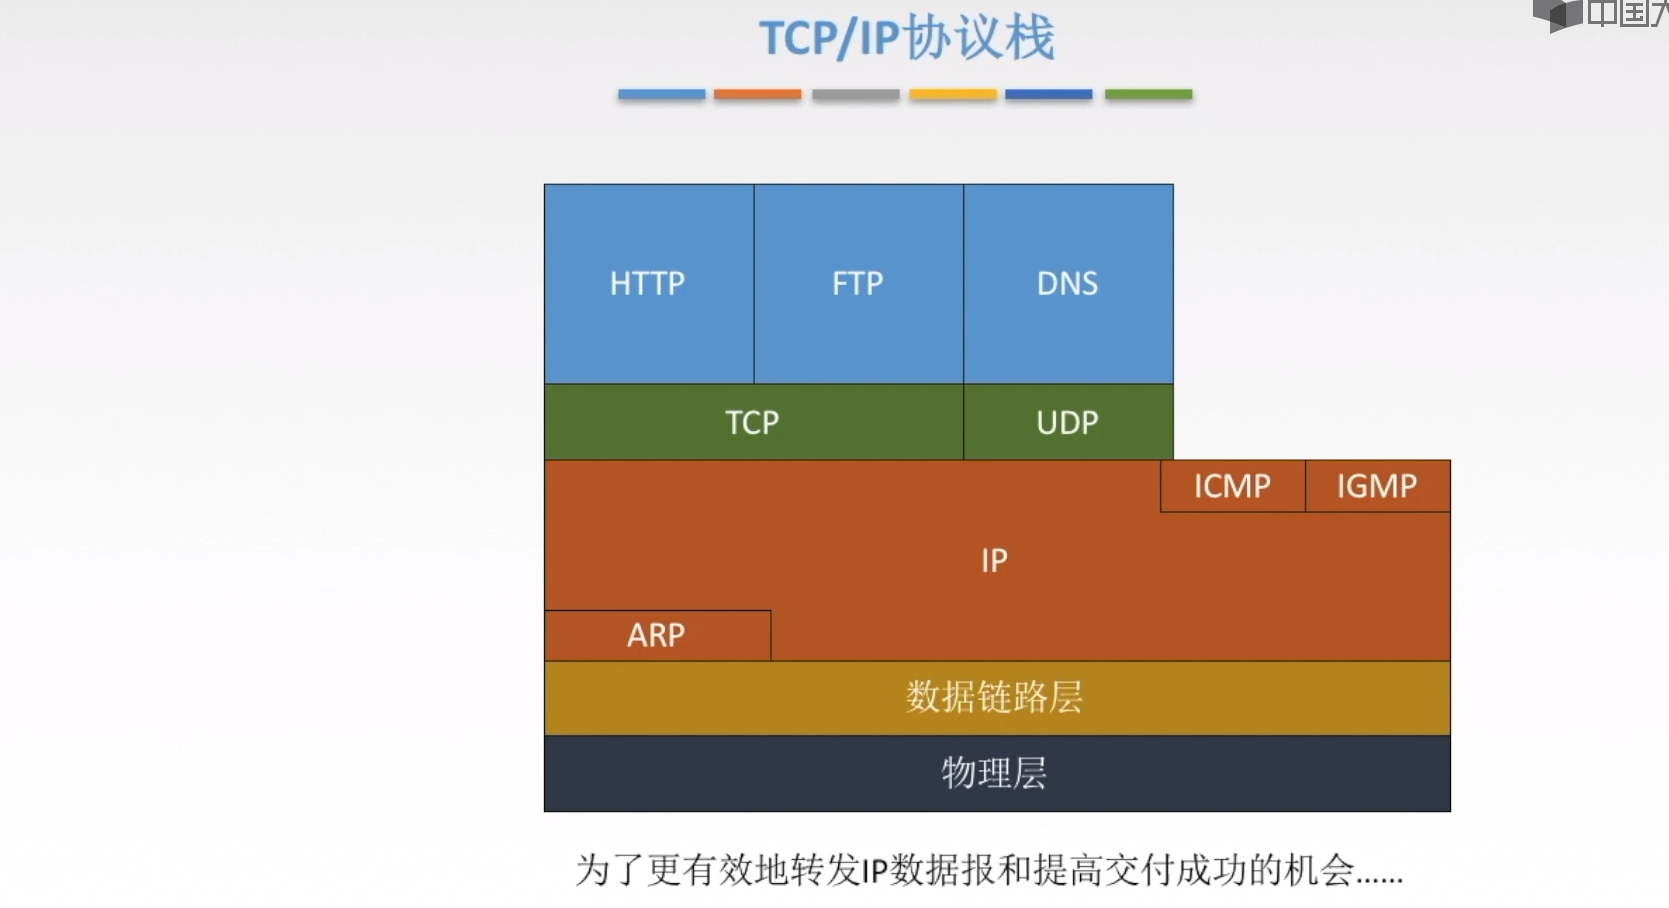 中国大
TCP/IP协议栈
HTTP FTP DNS
TCP UDP
ICMP IGMP
IP
ARP
数据链路层
物理层
为了更有效地转发IP数据报和提高交付成功的机会......